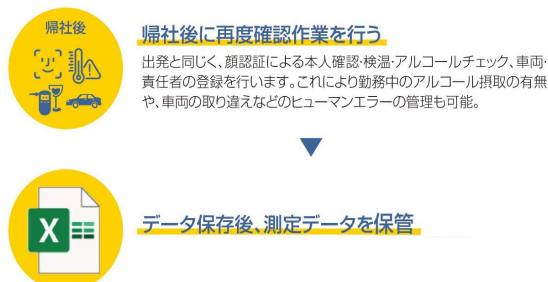 帰社後
帰社後に再度確認作業を行う
出発と同じく、顔認証による本人確認・検温・アルコールチェック、車両・
責任者の登録を行います。これにより勤務中のアルコール摂取の有無
や、車両の取り違えなどのヒューマンエラーの管理も可能。
X
データ保存後、測定データを保管